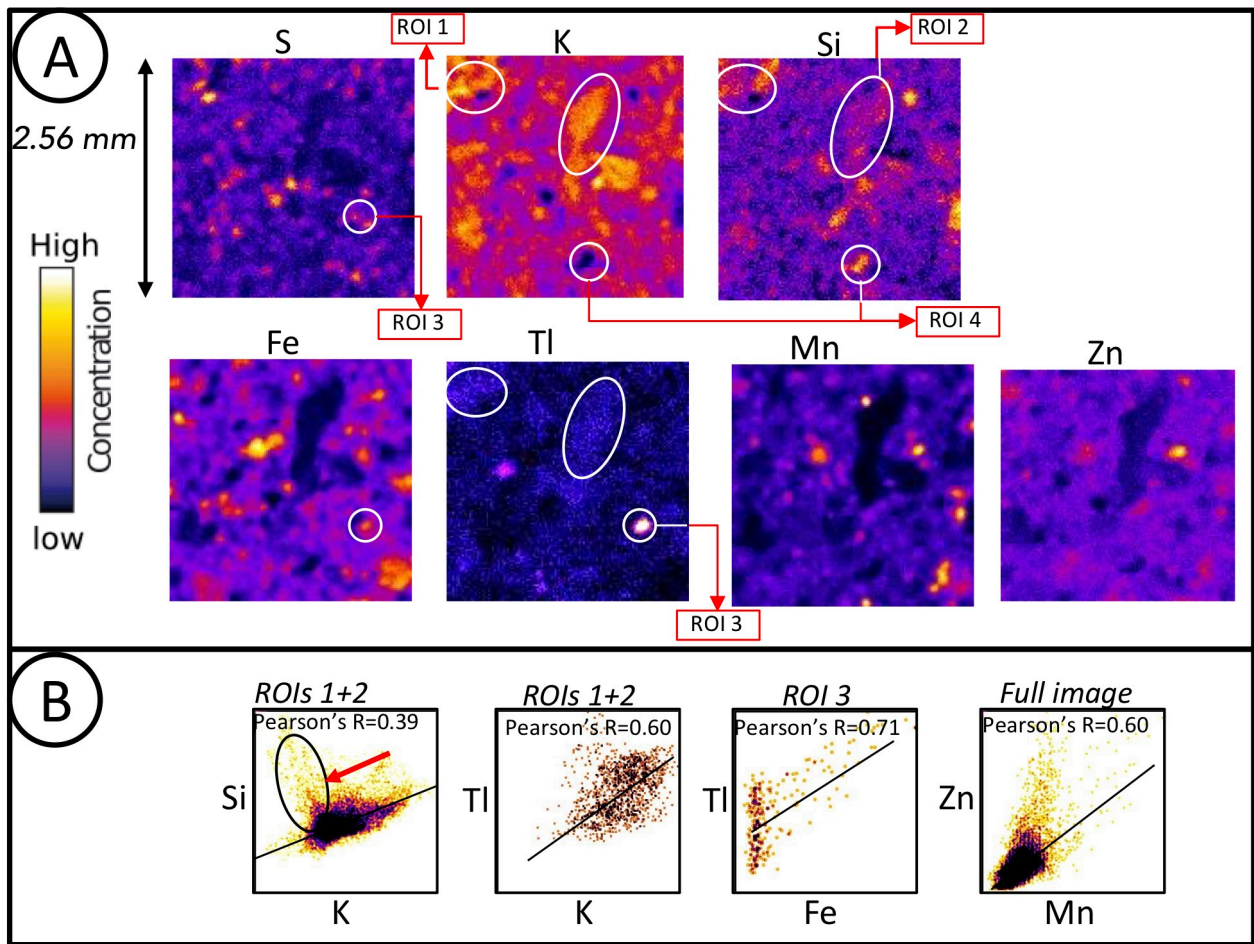 A
S
ROI 1
K
Si
ROI 2
2.56 mm
High
Concentration
low
ROI 3
ROI 4
Fe
Tl
Mn
Zn
ROI 3
B
ROIs 1+2
Pearson's R=0.39
Si
K
ROIs 1+2
Pearson's R=0.60
Tl
K
ROI 3
Pearson's R=0.71
Tl
Fe
Full image
Pearson's R=0.60
Zn
Mn